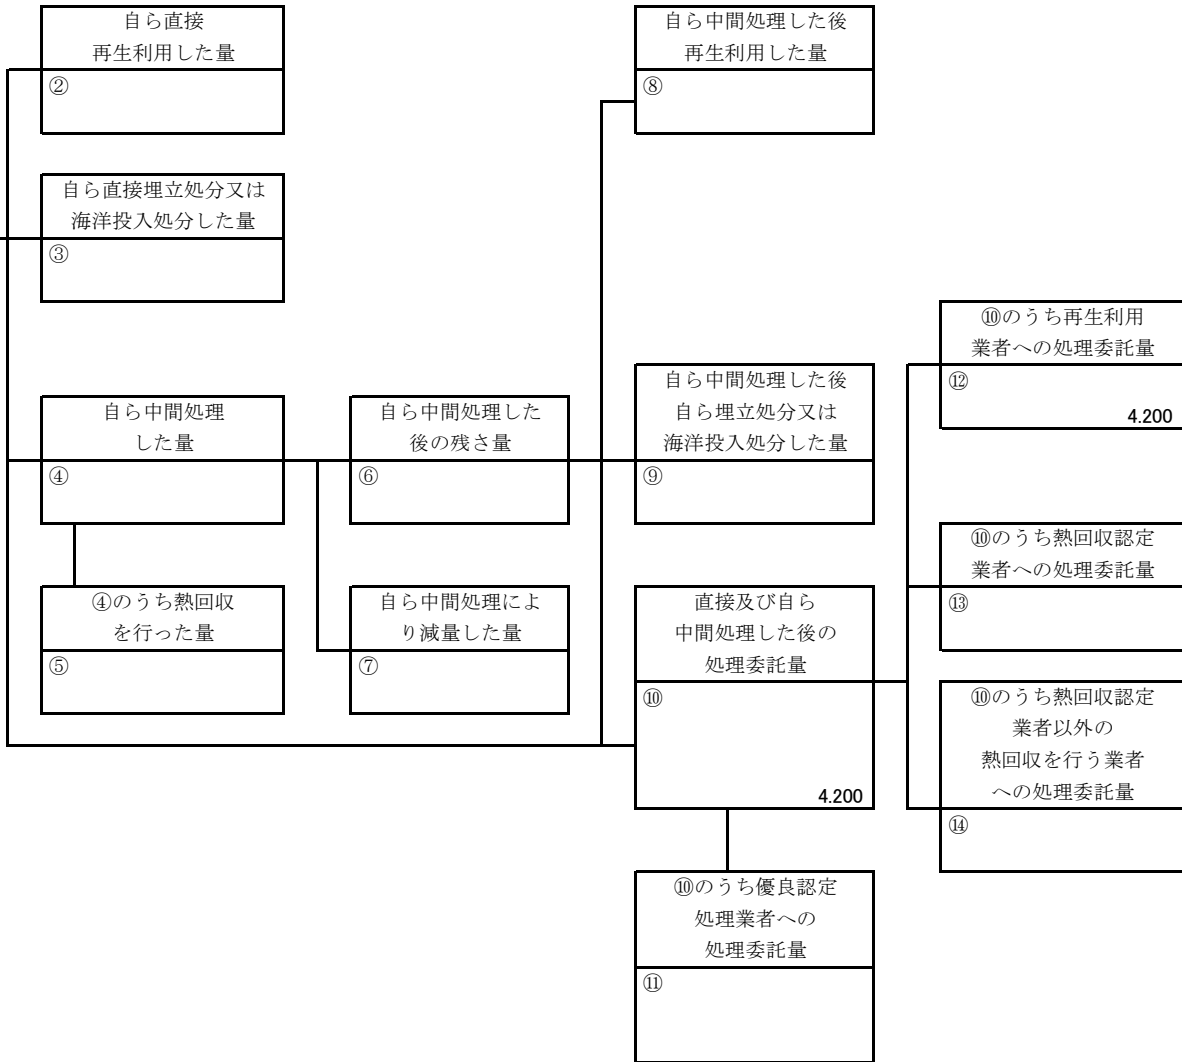 自ら直接
再生利用した量
②
自ら中間処理した後
再生利用した量
⑧
自ら直接埋立処分又は
海洋投入処分した量
③
⑩のうち再生利用
業者への処理委託量
⑫
4.200
自ら中間処理
した量
④
自ら中間処理した
後の残さ量
⑥
自ら中間処理した後
自ら埋立処分又は
海洋投入処分した量
⑨
⑩のうち熱回収認定
業者への処理委託量
⑬
④のうち熱回収
を行った量
⑤
自ら中間処理によ
り減量した量
⑦
直接及び自ら
中間処理した後の
処理委託量
⑩
4.200
⑩のうち熱回収認定
業者以外の
熱回収を行う業者
への処理委託量
⑭
⑩のうち優良認定
処理業者への
処理委託量
⑪